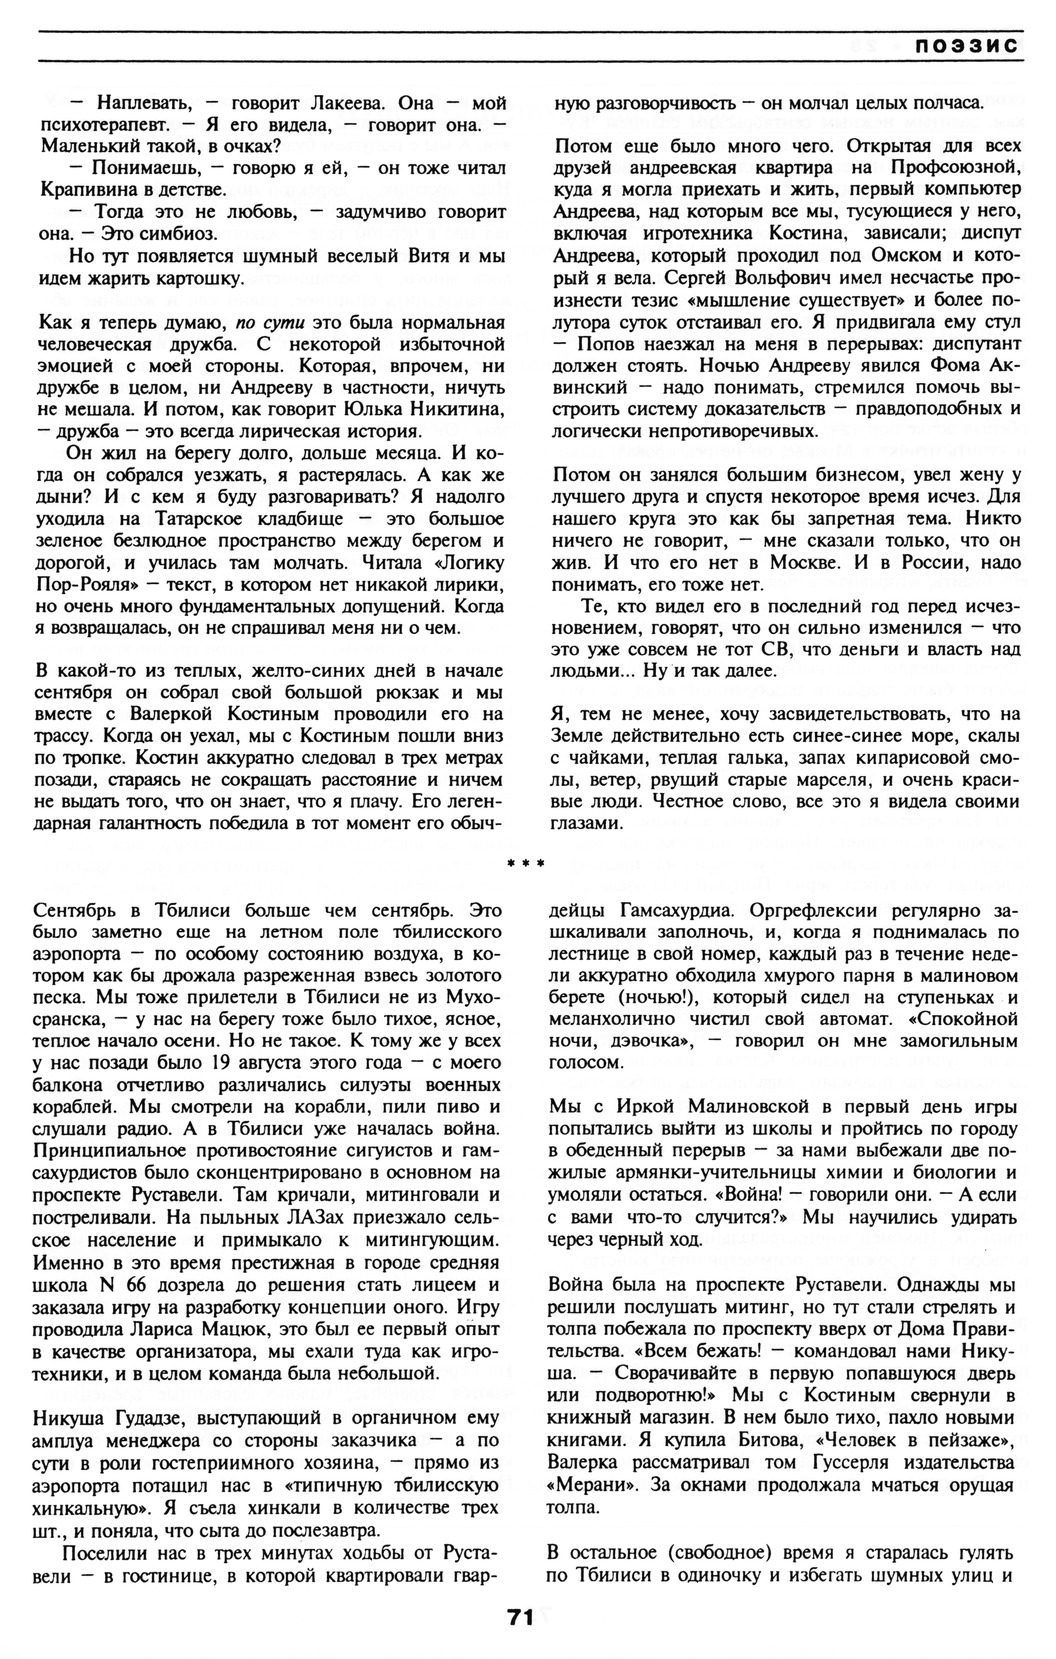 ПОЭЗИС
— Наплевать, — говорит Лакеева. Она — мой
психотерапевт. — Я его видела, — говорит она. —
Маленький такой, в очках?
— Понимаешь, — говорю я ей, — он тоже читал
Крапивина в детстве.
— Тогда это не любовь, — задумчиво говорит
она. — Это симбиоз.
Но тут появляется шумный веселый Витя и мы
идем жарить картошку.
Как я теперь думаю, по сути это была нормальная
человеческая дружба. С некоторой избыточной
эмоцией с моей стороны. Которая, впрочем, ни
дружбе в целом, ни Андрееву в частности, ничуть
не мешала. И потом, как говорит Юлька Никитина,
— дружба — это всегда лирическая история.
Он жил на берегу долго, дольше месяца. И ко-
гда он собрался уезжать, я растерялась. А как же
дыни? И с кем я буду разговаривать? Я надолго
уходила на Татарское кладбище — это большое
зеленое безлюдное пространство между берегом и
дорогой, и училась там молчать. Читала «Логику
Пор-Рояля» — текст, в котором нет никакой лирики,
но очень много фундаментальных допущений. Когда
я возвращалась, он не спрашивал меня ни о чем.
В какой-то из теплых, желто-синих дней в начале
сентября он собрал свой большой рюкзак и мы
вместе с Валеркой Костиным проводили его на
трассу. Когда он уехал, мы с Костиным пошли вниз
по тропке. Костин аккуратно следовал в трех метрах
позади, стараясь не сокращать расстояние и ничем
не выдать того, что он знает, что я плачу. Его леген-
дарная галантность победила в тот момент его обыч-
ную разговорчивость — он молчал целых полчаса.
Потом еще было много чего. Открытая для всех
друзей андреевская квартира на Профсоюзной,
куда я могла приехать и жить, первый компьютер
Андреева, над которым все мы, тусующиеся у него,
включая игротехника Костина, зависали; диспут
Андреева, который проходил под Омском и кото-
рый я вела. Сергей Вольфович имел несчастье про-
изнести тезис «мышление существует» и более по-
лутора суток отстаивал его. Я придвигала ему стул
— Попов наезжал на меня в перерывах: диспутант
должен стоять. Ночью Андрееву явился Фома Ак-
винский — надо понимать, стремился помочь вы-
строить систему доказательств — правдоподобных и
логически непротиворечивых.
Потом он занялся большим бизнесом, увел жену у
лучшего друга и спустя некоторое время исчез. Для
нашего круга это как бы запретная тема. Никто
ничего не говорит, — мне сказали только, что он
жив. И что его нет в Москве. И в России, надо
понимать, его тоже нет.
Те, кто видел его в последний год перед исчез-
новением, говорят, что он сильно изменился — что
это уже совсем не тот СВ, что деньги и власть над
людьми... Ну и так далее.
Я, тем не менее, хочу засвидетельствовать, что на
Земле действительно есть синее-синее море, скалы
с чайками, теплая галька, запах кипарисовой смо-
лы, ветер, рвущий старые марселя, и очень краси-
вые люди. Честное слово, все это я видела своими
глазами.
* * *
Сентябрь в Тбилиси больше чем сентябрь. Это
было заметно еще на летном поле тбилисского
аэропорта — по особому состоянию воздуха, в ко-
тором как бы дрожала разреженная взвесь золотого
песка. Мы тоже прилетели в Тбилиси не из Мухо-
сранска, — у нас на берегу тоже было тихое, ясное,
теплое начало осени. Но не такое. К тому же у всех
у нас позади было 19 августа этого года — с моего
балкона отчетливо различались силуэты военных
кораблей. Мы смотрели на корабли, пили пиво и
слушали радио. А в Тбилиси уже началась война.
Принципиальное противостояние сигуистов и гам-
сахурдистов было сконцентрировано в основном на
проспекте Руставели. Там кричали, митинговали и
постреливали. На пыльных ЛАЗах приезжало сель-
ское население и примыкало к митингующим.
Именно в это время престижная в городе средняя
школа N 66 дозрела до решения стать лицеем и
заказала игру на разработку концепции оного. Игру
проводила Лариса Мацюк, это был ее первый опыт
в качестве организатора, мы ехали туда как игро-
техники, и в целом команда была небольшой.
Никуша Гудадзе, выступающий в органичном ему
амплуа менеджера со стороны заказчика — а по
сути в роли гостеприимного хозяина, — прямо из
аэропорта потащил нас в «типичную тбилисскую
хинкальную». Я съела хинкали в количестве трех
шт., и поняла, что сыта до послезавтра.
Поселили нас в трех минутах ходьбы от Руста-
вели — в гостинице, в которой квартировали гвар-
дейцы Гамсахурдиа. Оргрефлексии регулярно за-
шкаливали заполночь, и, когда я поднималась по
лестнице в свой номер, каждый раз в течение неде-
ли аккуратно обходила хмурого парня в малиновом
берете (ночью!), который сидел на ступеньках и
меланхолично чистил свой автомат. «Спокойной
ночи, дэвочка», — говорил он мне замогильным
голосом.
Мы с Иркой Малиновской в первый день игры
попытались выйти из школы и пройтись по городу
в обеденный перерыв — за нами выбежали две по-
жилые армянки-учительницы химии и биологии и
умоляли остаться. «Война! — говорили они. — А если
с вами что-то случится?» Мы научились удирать
через черный ход.
Война была на проспекте Руставели. Однажды мы
решили послушать митинг, но тут стали стрелять и
толпа побежала по проспекту вверх от Дома Прави-
тельства. «Всем бежать! — командовал нами Нику-
ша. — Сворачивайте в первую попавшуюся дверь
или подворотню!» Мы с Костиным свернули в
книжный магазин. В нем было тихо, пахло новыми
книгами. Я купила Битова, «Человек в пейзаже»,
Валерка рассматривал том Гуссерля издательства
«Мерани». За окнами продолжала мчаться орущая
толпа.
В остальное (свободное) время я старалась гулять
по Тбилиси в одиночку и избегать шумных улиц и
71